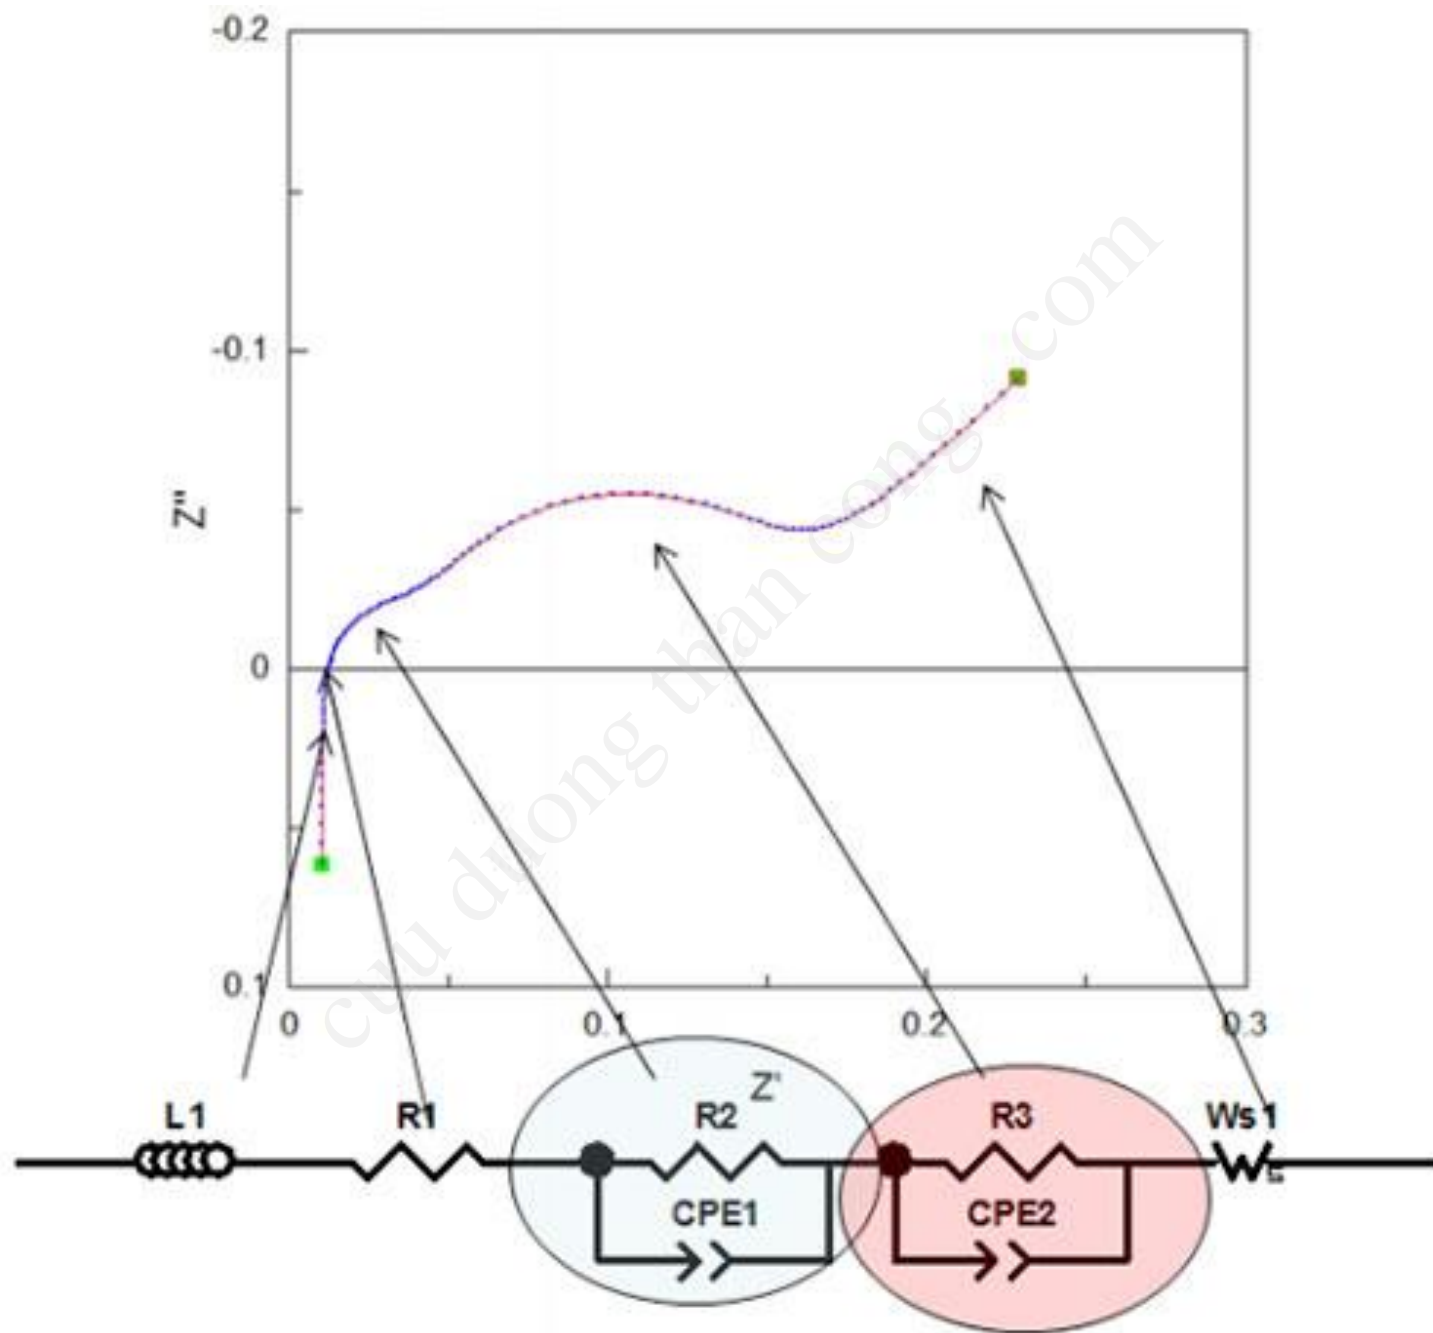 -0.2
-0.1
Z"
0
0.1
0 0.1 0.2 0.3
Z'
L1 R1 R2 R3 Ws1
CPE1 CPE2
cuu duong than cong . com